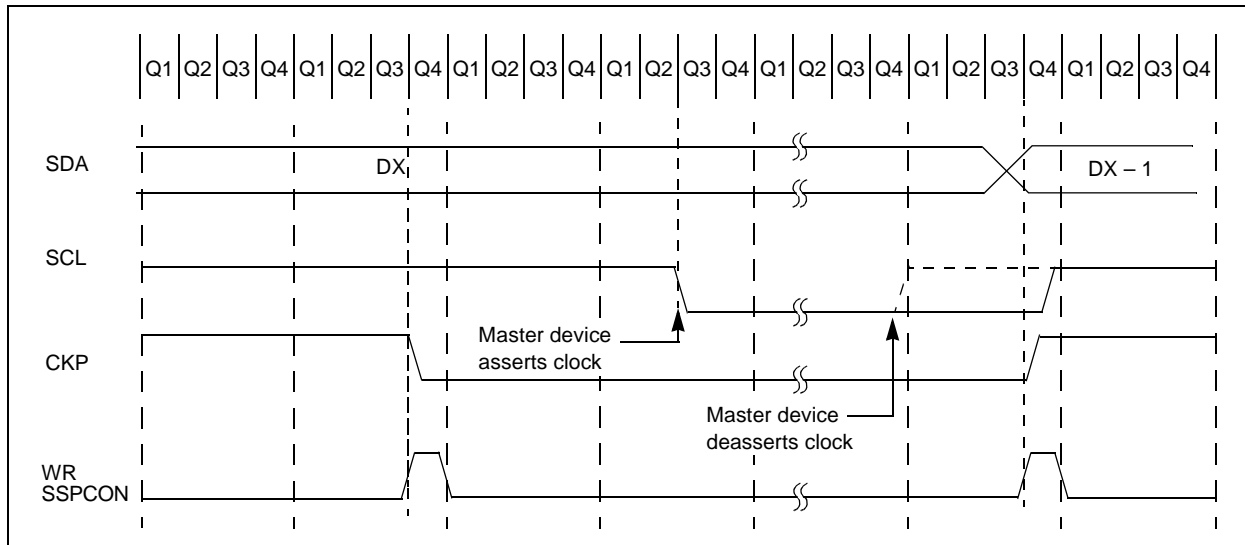 Q1 Q2 Q3 Q4 Q1 Q2 Q3 Q4 Q1 Q2 Q3 Q4 Q1 Q2 Q3 Q4 Q1 Q2 Q3 Q4 Q1 Q2 Q3 Q4 Q1 Q2 Q3 Q4
SDA
DX
DX – 1
SCL
Master device
asserts clock
CKP
Master device
deasserts clock
WR
SSPCON